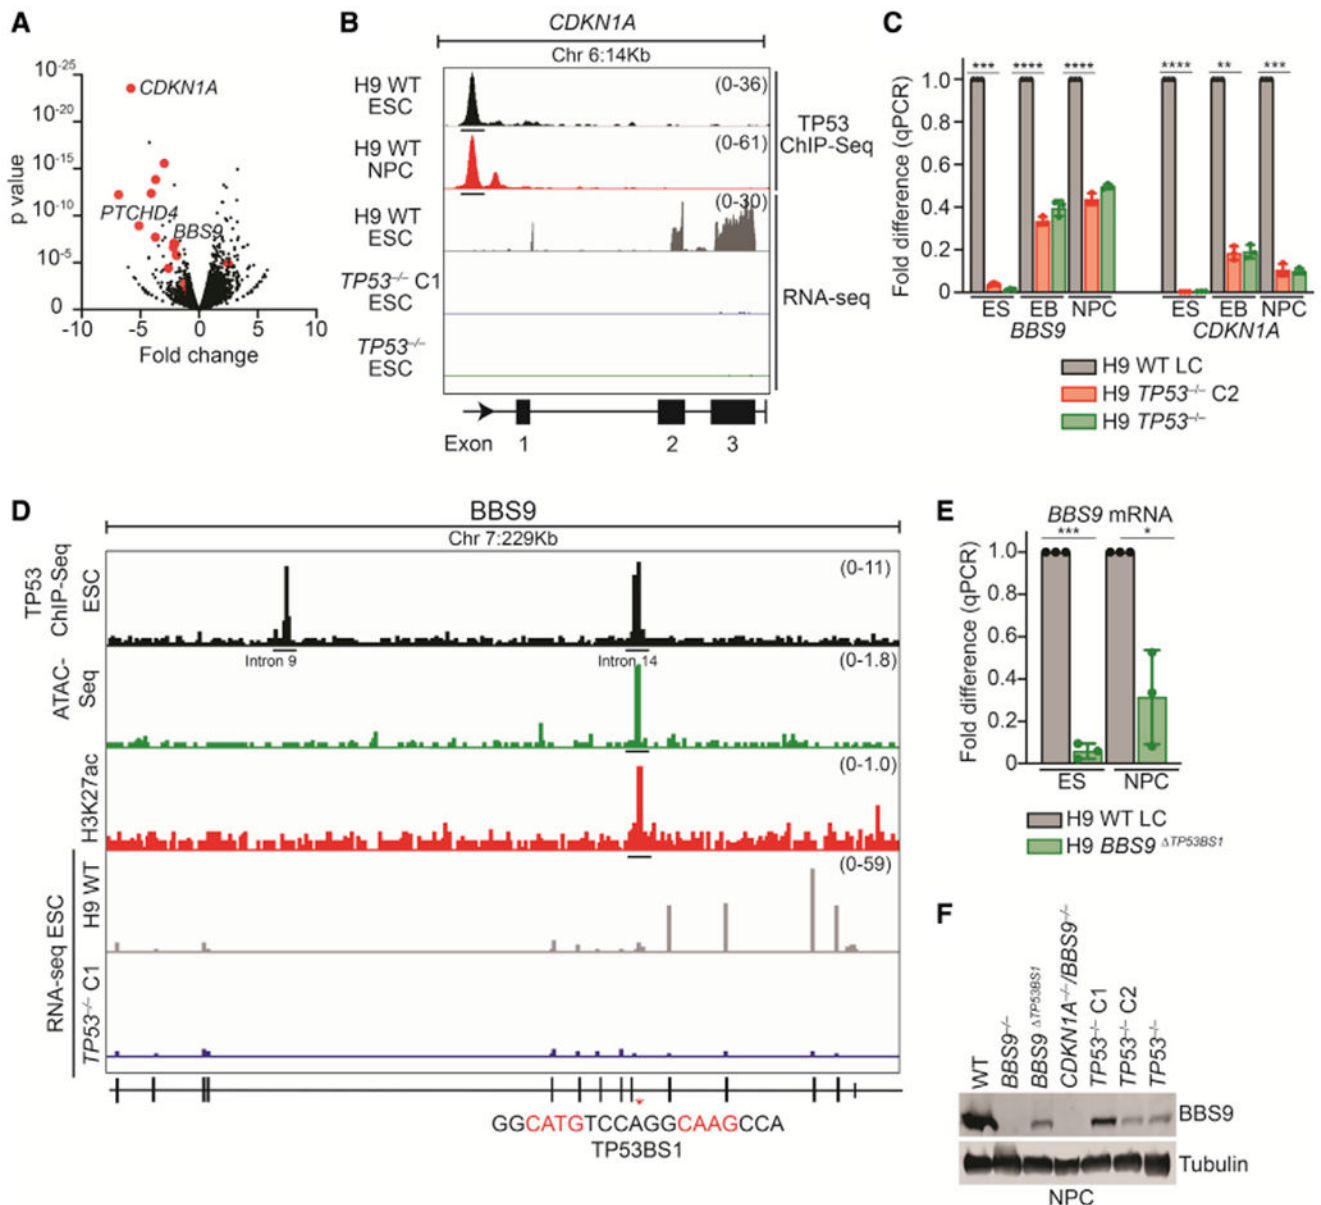 A
10-25
10-20
10-15
10-10
10-5
0
p value
CDKN1A
PTCHD4
BBS9
-10 -5 0 5 10
Fold change
B
CDKN1A
Chr 6:14Kb
H9 WT
ESC
(0-36)
H9 WT
NPC
(0-61)
TP53
ChIP-Seq
H9 WT
ESC
(0-30)
TP53–/– C1
ESC
TP53–/–
ESC
RNA-seq
Exon 1 2 3
C
Fold difference (qPCR)
1.0
0.8
0.6
0.4
0.2
0
*** **** **** **** ** ***
ES EB NPC ES EB NPC
BBS9 CDKN1A
H9 WT LC
H9 TP53–/– C2
H9 TP53–/–
D
BBS9
Chr 7:229Kb
TP53
ChIP-Seq
ESC
(0-11)
Intron 9 Intron 14
ATAC-
Seq
(0-1.8)
H3K27ac
(0-1.0)
RNA-seq ESC
H9 WT
(0-59)
TP53–/– C1
GGCATGTCCAGGCAAGCCA
TP53BS1
E
BBS9 mRNA
*** *
Fold difference (qPCR)
1.0
0.8
0.6
0.4
0.2
0
ES NPC
H9 WT LC
H9 BBS9 ΔTP53BS1
F
WT
BBS9–/–
BBS9 ΔTP53BS1
CDKN1A–/–/BBS9–/–
TP53–/– C1
TP53–/– C2
TP53–/–
BBS9
Tubulin
NPC